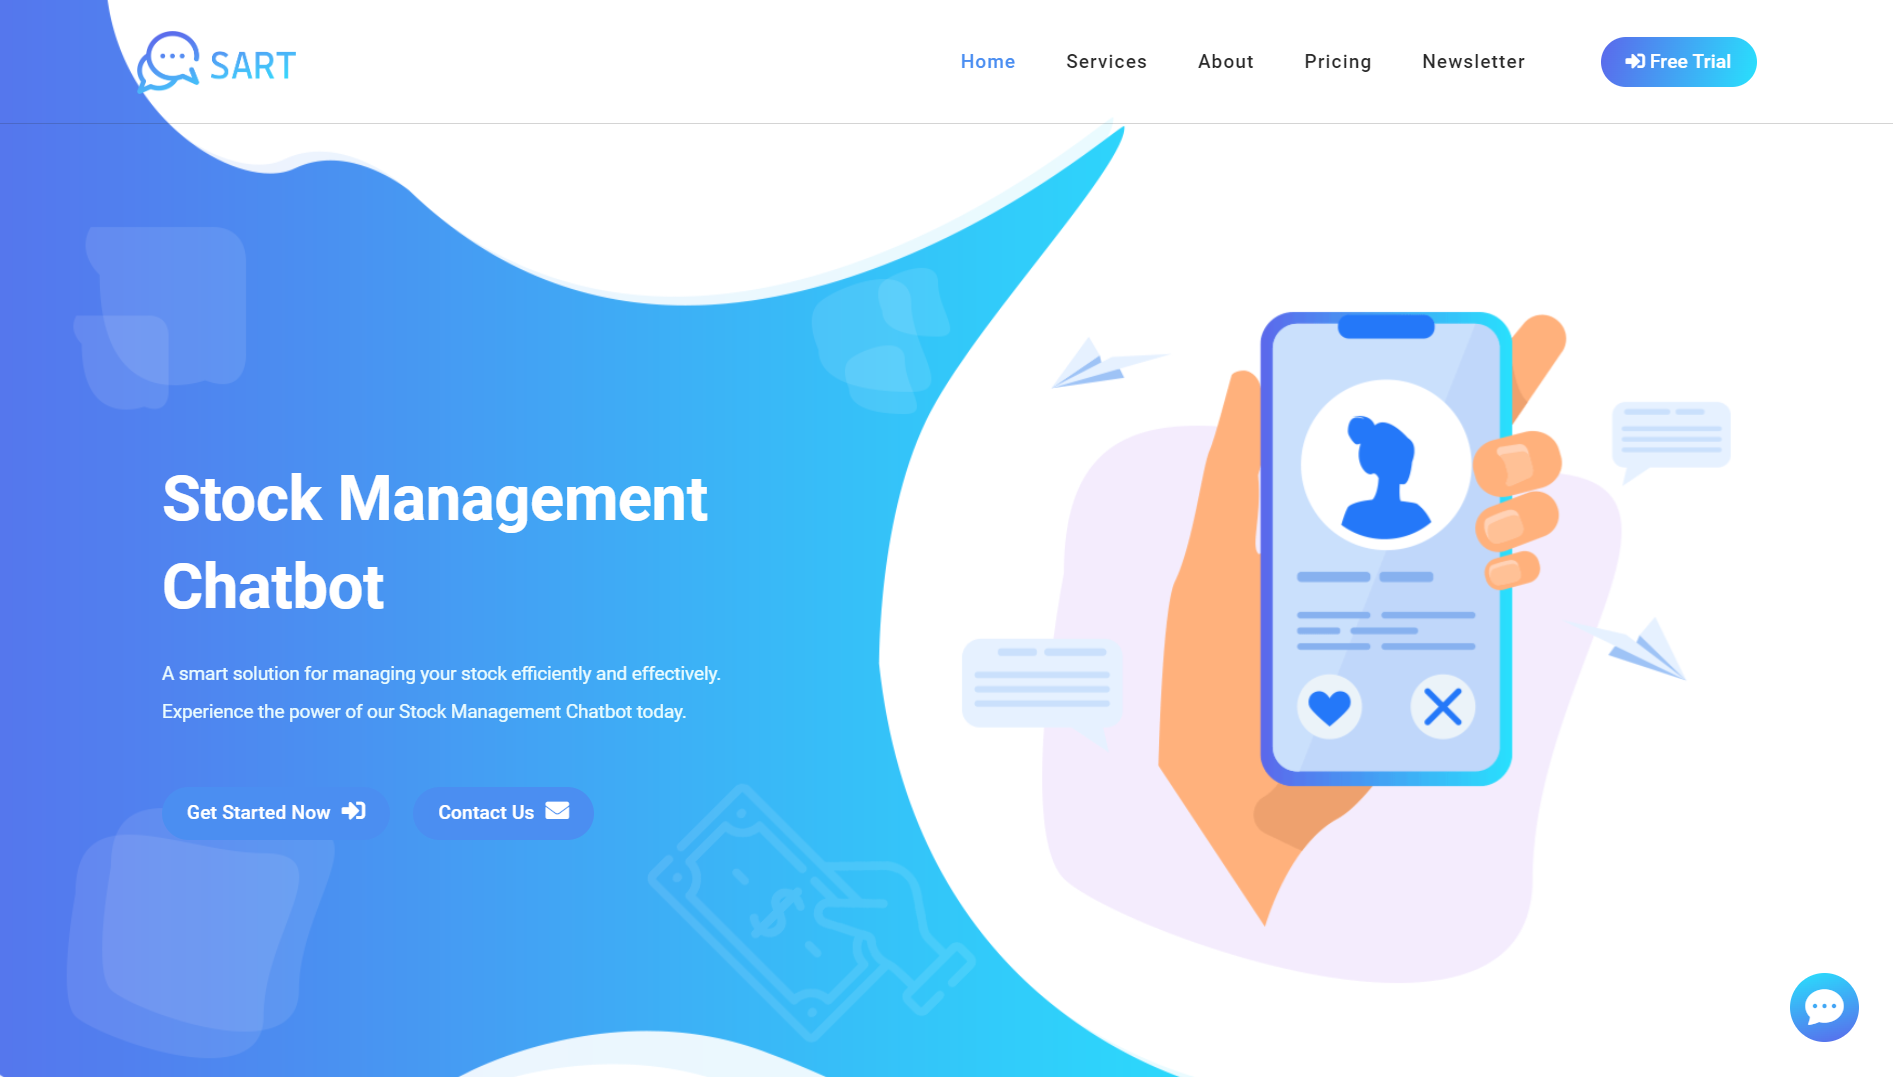 SART
Home
Services
About
Pricing
Newsletter
Free Trial
Stock Management
Chatbot
A smart solution for managing your stock efficiently and effectively.
Experience the power of our Stock Management Chatbot today.
Get Started Now
Contact Us
$